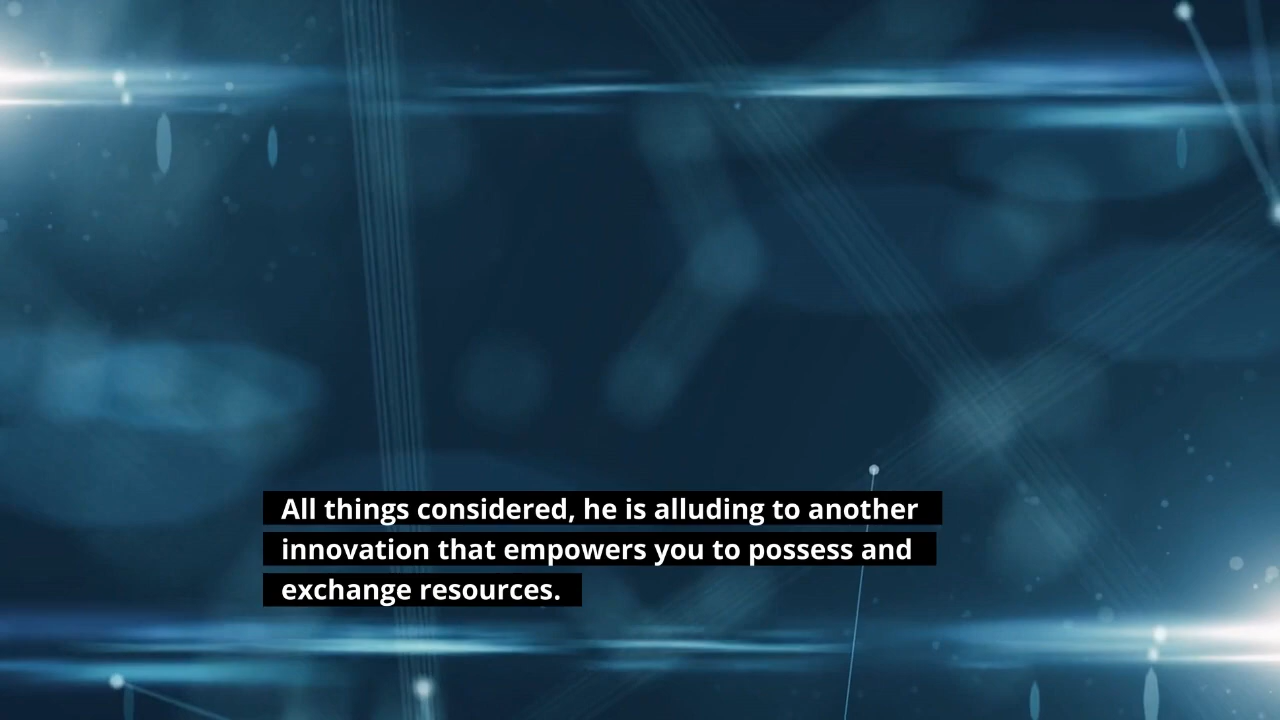 All things considered, he is alluding to another
innovation that empowers you to possess and
exchange resources.